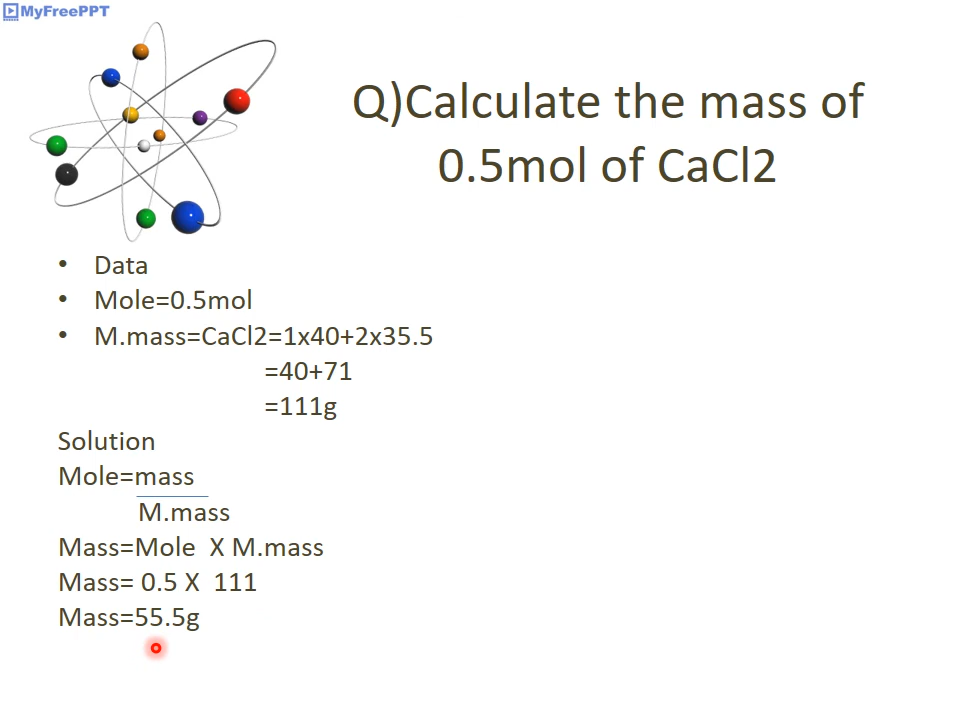 MyFreePPT
Q)Calculate the mass of
0.5mol of CaCl2
• Data
• Mole=0.5mol
• M.mass=CaCl2=1x40+2x35.5
=40+71
=111g
Solution
Mole=mass
M.mass
Mass=Mole X M.mass
Mass= 0.5 X 111
Mass=55.5g